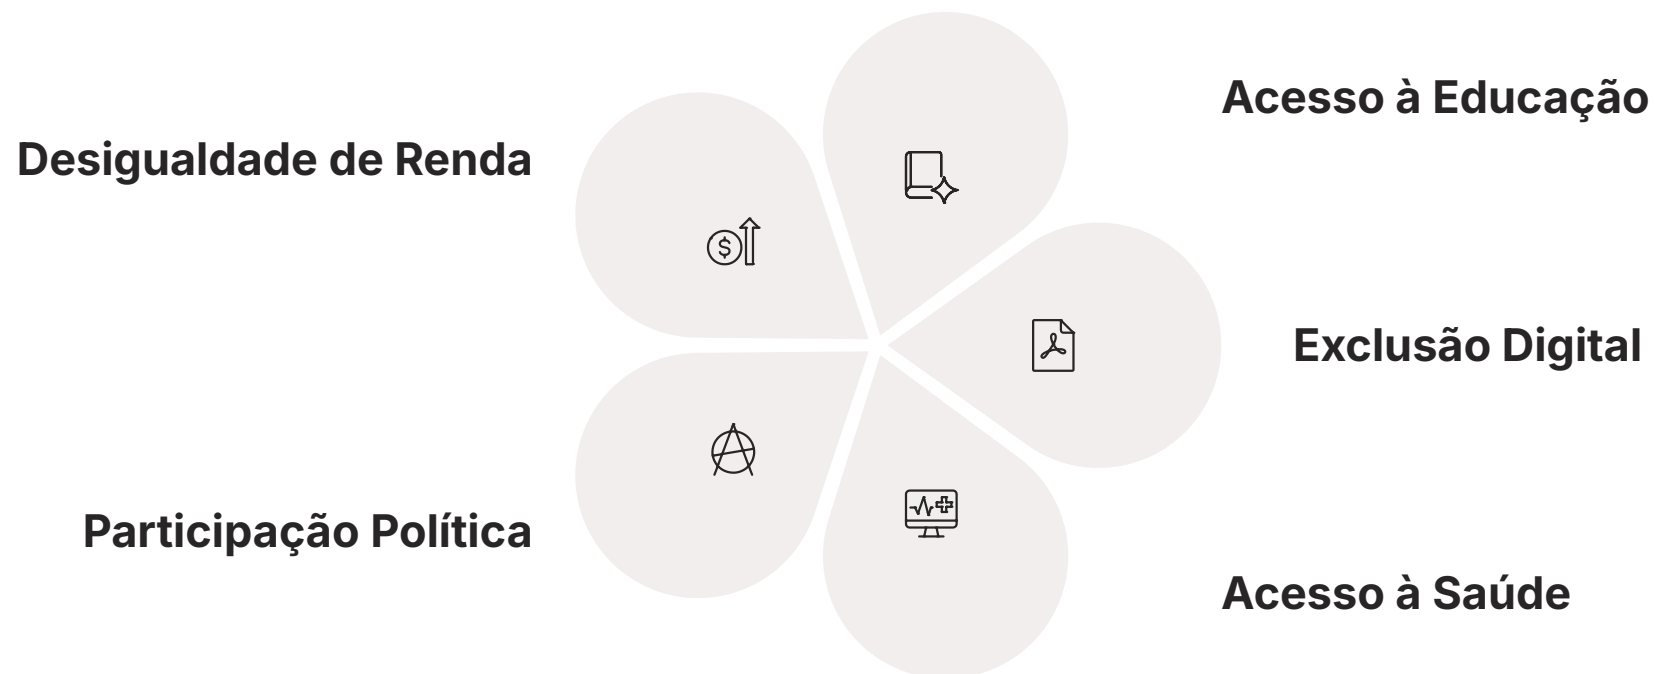 Acesso à Educação
Desigualdade de Renda
$
Exclusão Digital
Participação Política
Acesso à Saúde